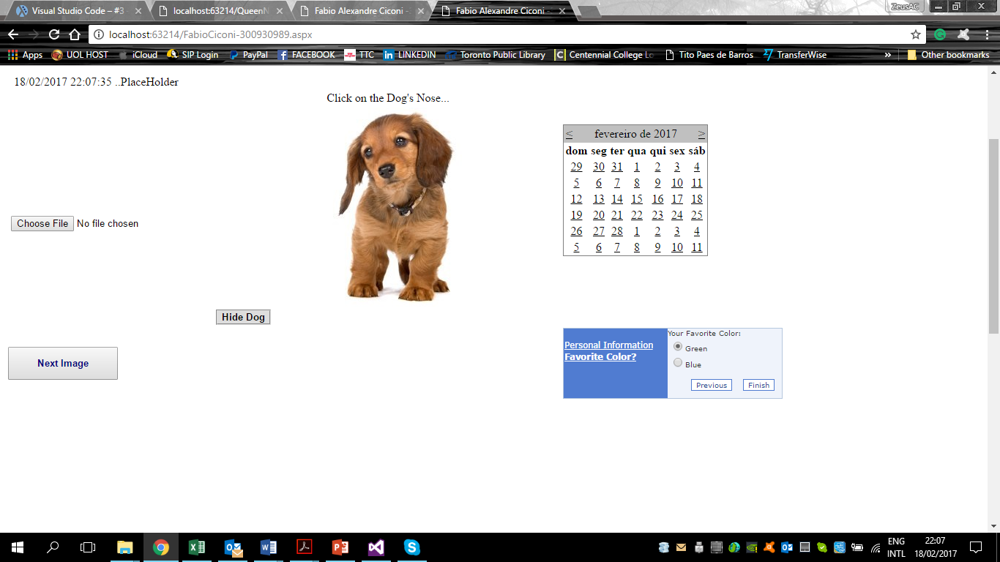 Visual Studio Code – #3
localhost:63214/QueenN
Fabio Alexandre Ciconi -
Fabio Alexandre Ciconi -
ZeusAC
localhost:63214/FabioCiconi-300930989.aspx
Apps
UOL HOST
iCloud
SIP Login
PayPal
FACEBOOK
TTC
LINKEDIN
Toronto Public Library
Centennial College Lo
Tito Paes de Barros
TransferWise
»
Other bookmarks
18/02/2017 22:07:35 ..PlaceHolder
Click on the Dog's Nose...
< fevereiro de 2017 >
dom seg ter qua qui sex sáb
29 30 31 1 2 3 4
5 6 7 8 9 10 11
12 13 14 15 16 17 18
19 20 21 22 23 24 25
26 27 28 1 2 3 4
5 6 7 8 9 10 11
Choose File No file chosen
Hide Dog
Next Image
Personal Information
Favorite Color?
Your Favorite Color:
Green
Blue
Previous Finish
ENG
INTL
22:07
18/02/2017